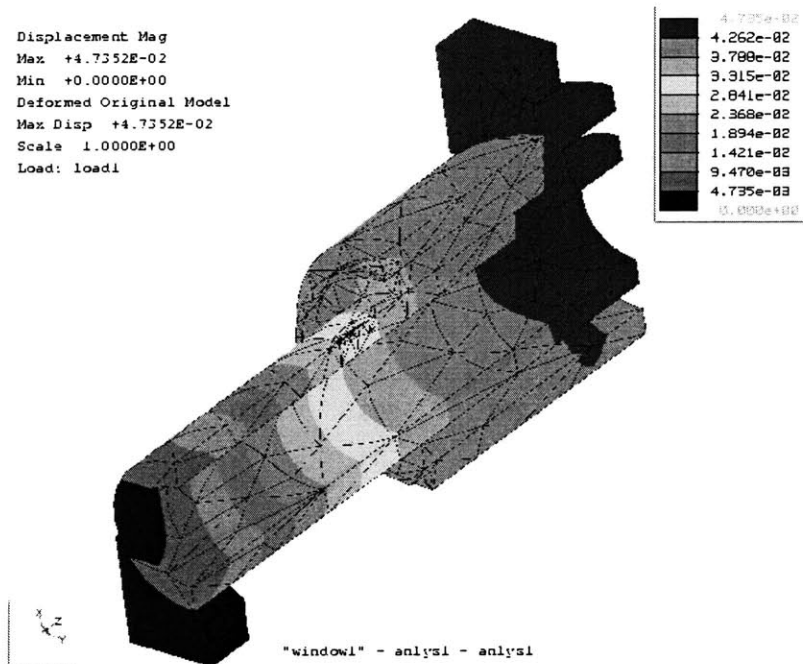 Displacement Mag
Max +4.7352E-02
Min +0.0000E+00
Deformed Original Model
Max Disp +4.7352E-02
Scale 1.0000E+00
Load: load1
4.735e-02
4.262e-02
3.788e-02
3.315e-02
2.841e-02
2.368e-02
1.894e-02
1.421e-02
9.470e-03
4.735e-03
0.000e+00
X
Z
Y
"window1" - anlys1 - anlys1